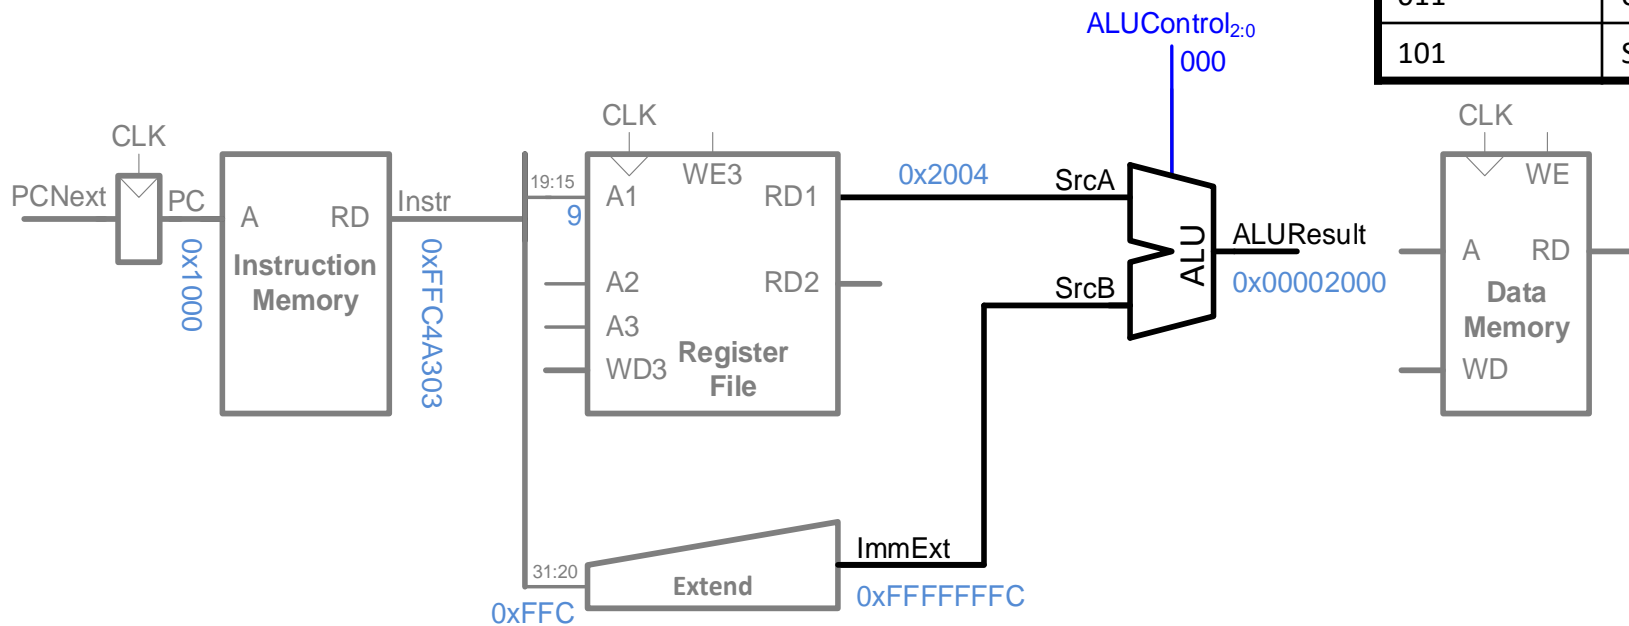 011
101
ALUControl2:0
000
CLK
PCNext
PC
0x1000
A
RD
Instruction
Memory
Instr
0xFFC4A303
19:15
9
CLK
A1
WE3
RD1
A2
RD2
A3
WD3
Register
File
0x2004
SrcA
SrcB
ALU
ALUResult
0x00002000
CLK
WE
A
RD
Data
Memory
WD
31:20
0xFFC
Extend
ImmExt
0xFFFFFFFC